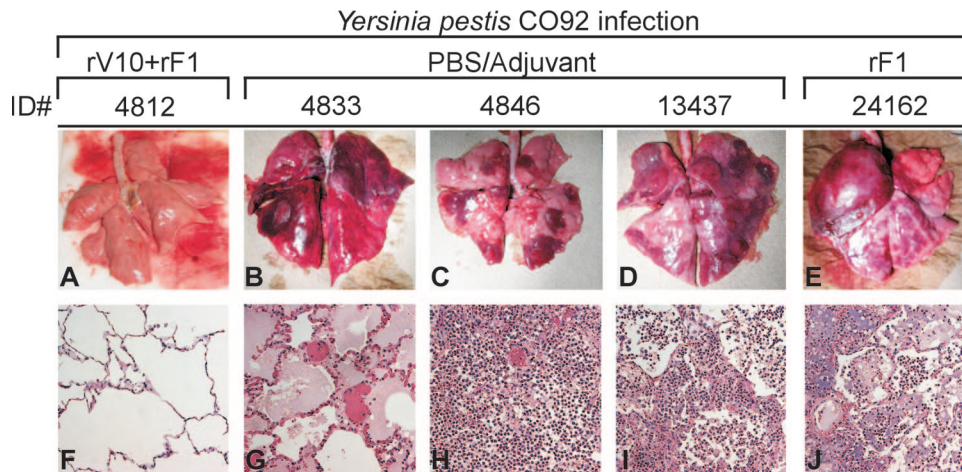 Yersinia pestis CO92 infection
rV10+rF1 PBS/Adjuvant rF1
ID# 4812 4833 4846 13437 24162
A B C D E
F G H I J